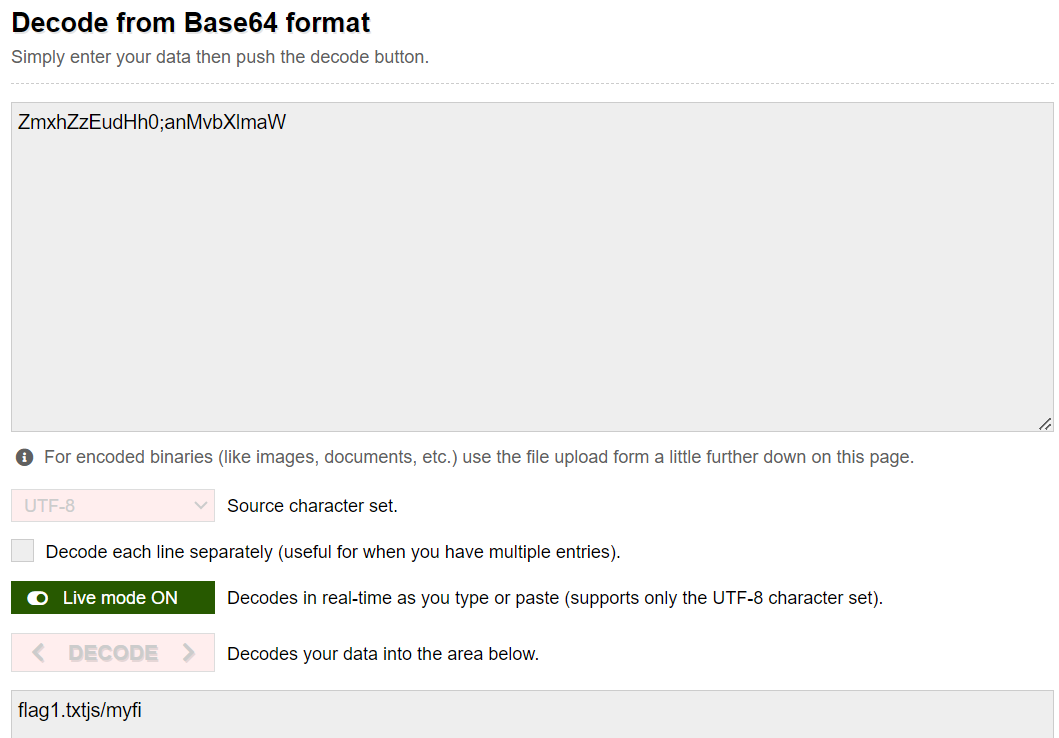 Decode from Base64 format
Simply enter your data then push the decode button.
ZmxhZzEudHh0;anMvbXlmaW
For encoded binaries (like images, documents, etc.) use the file upload form a little further down on this page.
UTF-8 Source character set.
Decode each line separately (useful for when you have multiple entries).
Live mode ON Decodes in real-time as you type or paste (supports only the UTF-8 character set).
DECODE Decodes your data into the area below.
flag1.txtjs/myfi